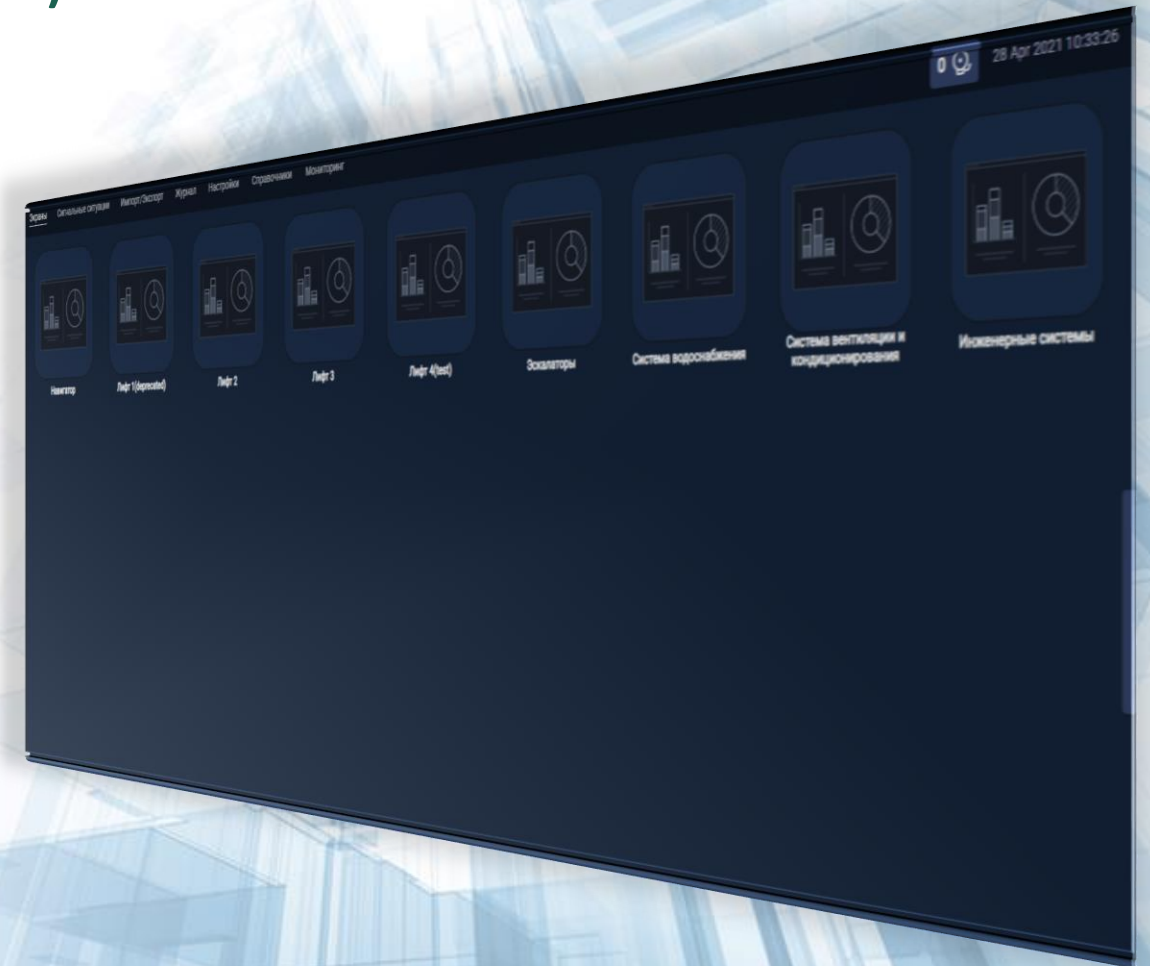 0
28 Apr 2021 10:33:26
Экраны Сигнальные ситуации Импорт/Экспорт Журнал Настройки Справочники Мониторинг
Навигатор
Лифт 1(deprecated)
Лифт 2
Лифт 3
Лифт 4(test)
Эскалаторы
Система водоснабжения
Система вентиляции и
кондиционирования
Инженерные системы